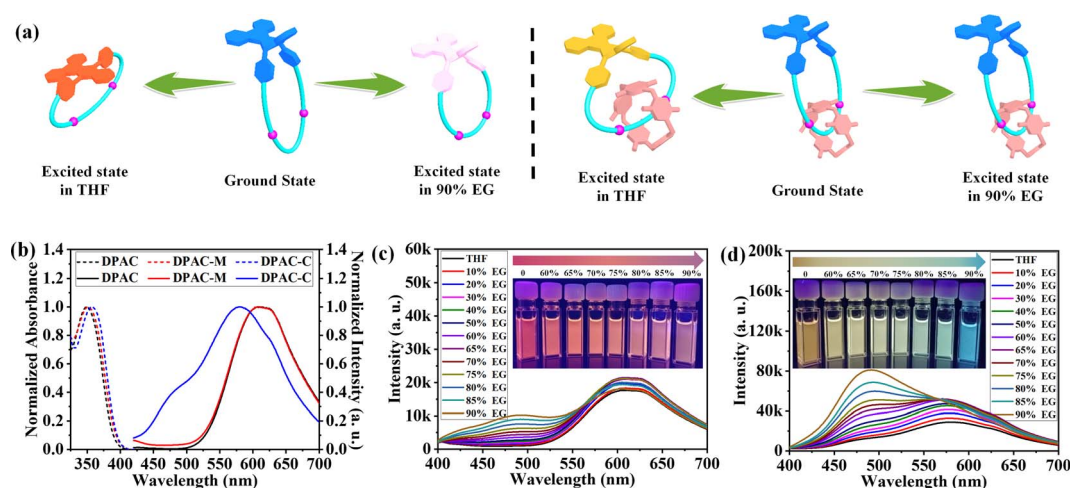 (a)
Excited state
in THF
Ground State
Excited state
in 90% EG
Excited state
in THF
Ground State
Excited state
in 90% EG
(b)
1.4
1.2
1.0
0.8
0.6
0.4
0.2
0.0
Normalized Absorbance
DPAC DPAC-M DPAC-C
DPAC DPAC-M DPAC-C
1.4
1.2
1.0
0.8
0.6
0.4
0.2
0.0
Normalized Intensity (a. u.)
350 400 450 500 550 600 650 700
Wavelength (nm)
(c)
60k
50k
40k
30k
20k
10k
0
Intensity (a. u.)
THF
10% EG
20% EG
30% EG
40% EG
50% EG
60% EG
65% EG
70% EG
75% EG
80% EG
85% EG
90% EG
0 60% 65% 70% 75% 80% 85% 90%
400 450 500 550 600 650 700
Wavelength (nm)
(d)
200k
160k
120k
80k
40k
0
Intensity (a. u.)
0 60% 65% 70% 75% 80% 85% 90%
THF
10% EG
20% EG
30% EG
40% EG
50% EG
60% EG
65% EG
70% EG
75% EG
80% EG
85% EG
90% EG
400 450 500 550 600 650 700
Wavelength (nm)